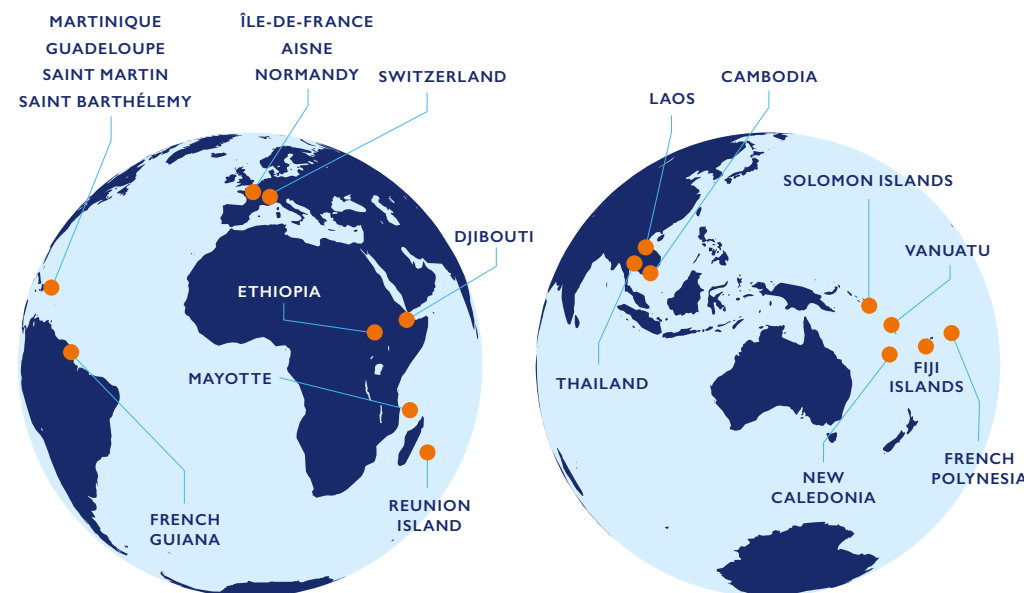 MARTINIQUE
GUADELOUPE
SAINT MARTIN
SAINT BARTHÉLEMY
ÎLE-DE-FRANCE
AISNE
NORMANDY
SWITZERLAND
DJIBOUTI
ETHIOPIA
MAYOTTE
REUNION
ISLAND
FRENCH
GUIANA
LAOS
CAMBODIA
SOLOMON ISLANDS
VANUATU
THAILAND
FIJI
ISLANDS
NEW
CALEDONIA
FRENCH
POLYNESIA